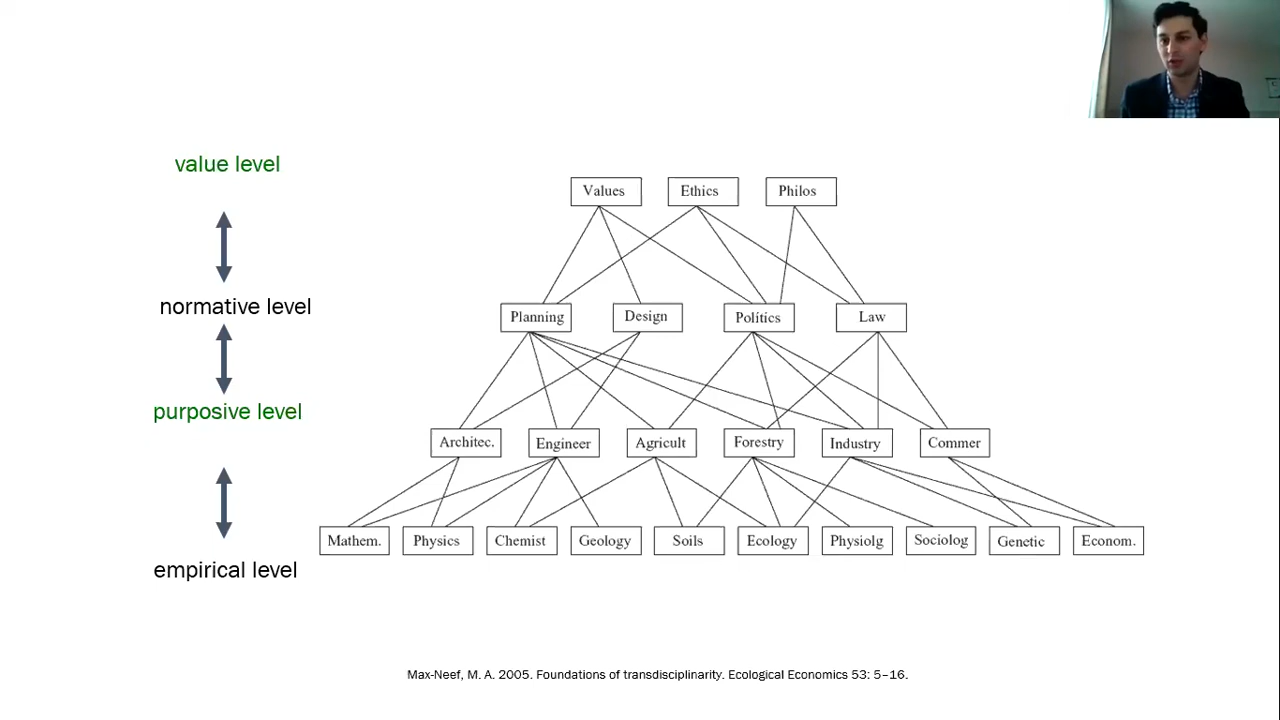 value level
Values Ethics Philos
normative level
Planning Design Politics Law
purposive level
Architec. Engineer Agricult Forestry Industry Commer
Mathem. Physics Chemist Geology Soils Ecology Physiolg Sociolog Genetic Econom.
empirical level
Max-Neef, M. A. 2005. Foundations of transdisciplinarity. Ecological Economics 53: 5–16.